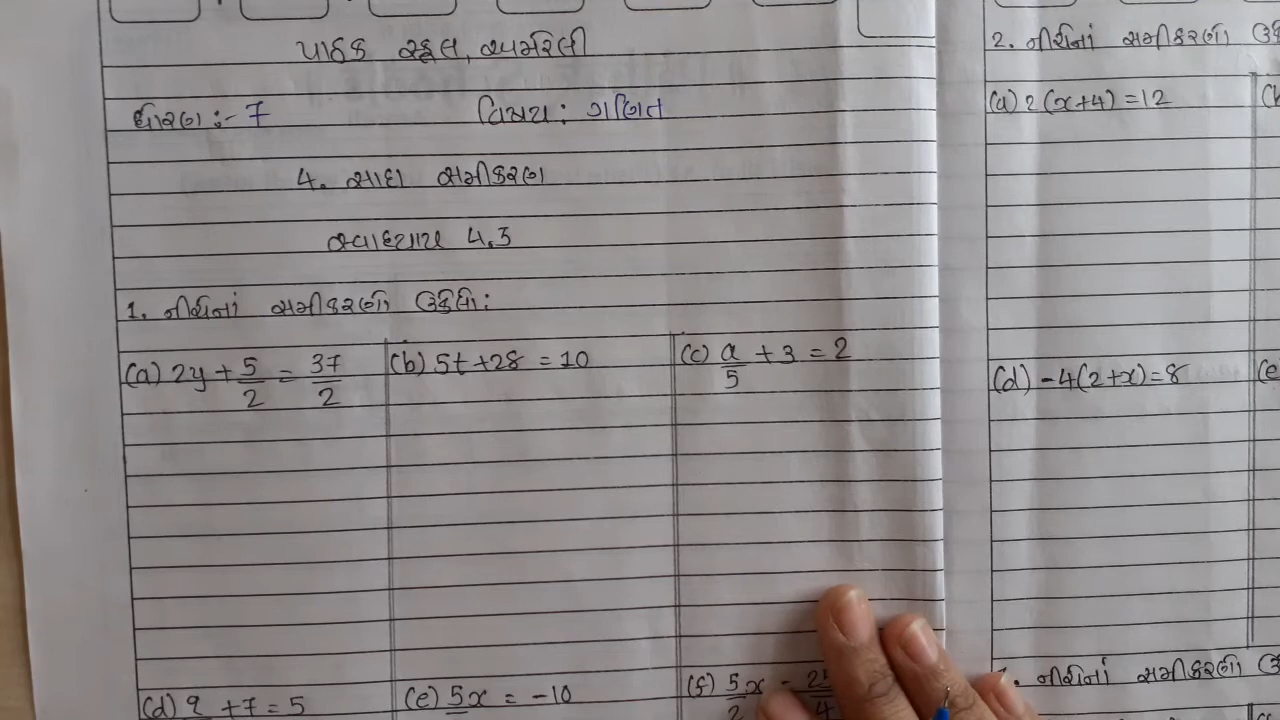 પાઠક સ્કૂલ, અમરેલી
ધોરણ :- 7 વિષય : ગણિત
4. સાદા સમીકરણ
સ્વાધ્યાય 4.3
1. નીચેનાં સમીકરણો ઉકેલો :
(a) 2y + 5/2 = 37/2 (b) 5t + 28 = 10 (c) a/5 + 3 = 2
(d) + 7 = 5 (e) 5x = -10 (f) 5/2 x =
2. નીચેનાં સમીકરણો
(a) 2(x+4) = 12
(d) -4(2+x) = 8 (e
નીચેનાં સમીકરણો